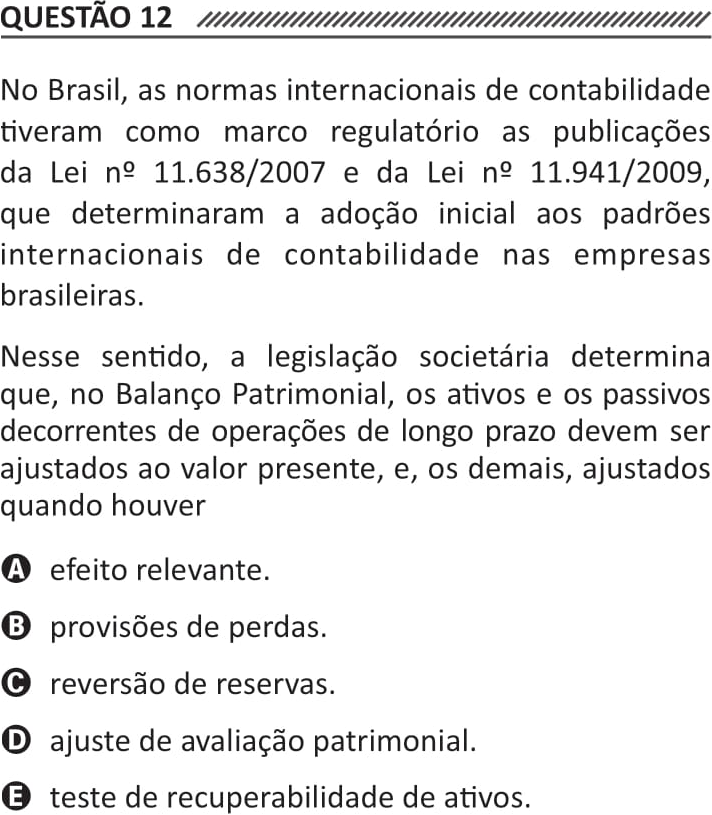 QUESTÃO 12
No Brasil, as normas internacionais de contabilidade
tiveram como marco regulatório as publicações
da Lei nº 11.638/2007 e da Lei nº 11.941/2009,
que determinaram a adoção inicial aos padrões
internacionais de contabilidade nas empresas
brasileiras.
Nesse sentido, a legislação societária determina
que, no Balanço Patrimonial, os ativos e os passivos
decorrentes de operações de longo prazo devem ser
ajustados ao valor presente, e, os demais, ajustados
quando houver
A efeito relevante.
B provisões de perdas.
C reversão de reservas.
D ajuste de avaliação patrimonial.
E teste de recuperabilidade de ativos.